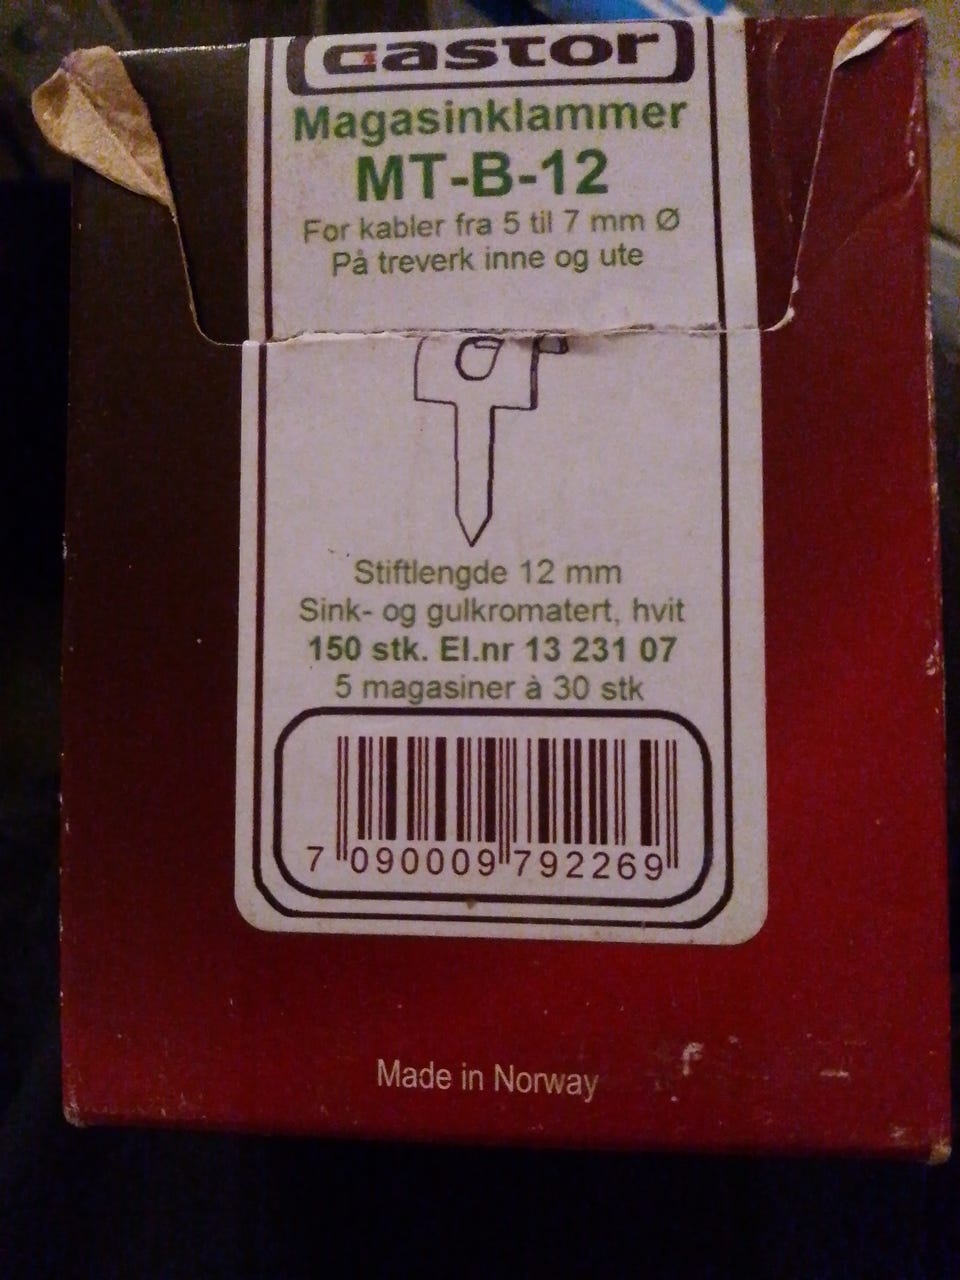 castor
Magasinklammer
MT-B-12
For kabler fra 5 til 7 mm Ø
På treverk inne og ute
Stiftlengde 12 mm
Sink- og gulkromatert, hvit
150 stk. El.nr 13 231 07
5 magasiner à 30 stk
7 090009 792269
Made in Norway